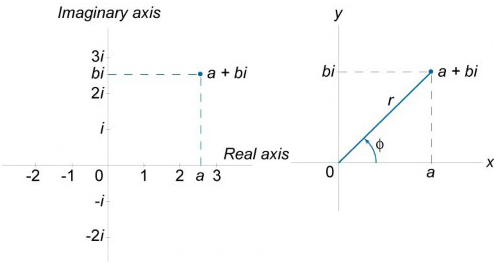 Imaginary axis
3i
bi
a + bi
2i
i
Real axis
-2 -1 0 1 2 a 3
-i
-2i
y
bi
a + bi
r
ϕ
0
a
x